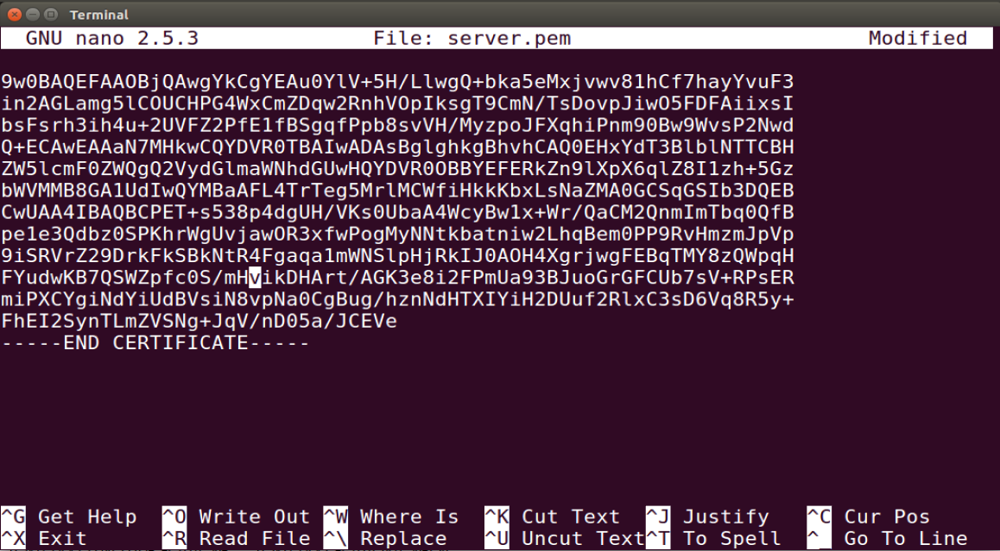 Terminal
GNU nano 2.5.3 File: server.pem Modified
9w0BAQEFAAOBjQAwgYkCgYEAu0YlV+5H/LlwgQ+bka5eMxjvwv81hCf7hayYvuF3
in2AGLamg5lCOUCHPG4WxCmZDqw2RnhVOpIksgT9CmN/TsDovpJiwO5FDFAiixsI
bsFsrh3ih4u+2UVFZ2PfE1fBSgqfPpb8svVH/MyzpoJFXqhiPnm90Bw9WvsP2Nwd
Q+ECAwEAAaN7MHkwCQYDVR0TBAIwADAsBglghkgBhvhCAQ0EHxYdT3BlblNTTCBH
ZW5lcmF0ZWQgQ2VydGlmaWNhdGUwHQYDVR0OBBYEFERkZn9lXpX6qlZ8I1zh+5Gz
bWVMMB8GA1UdIwQYMBaAFL4TrTeg5MrlMCWfiHkkKbxLsNaZMA0GCSqGSIb3DQEB
CwUAA4IBAQBCPET+s538p4dgUH/VKs0UbaA4WcyBw1x+Wr/QaCM2QnmImTbq0QfB
pe1e3Qdbz0SPKhrWgUvjawOR3xfwPogMyNNtkbatniw2LhqBem0PP9RvHmzmJpVp
9iSRVrZ29DrkFkSBkNtR4Fgaqa1mWNSlpHjRkIJ0AOH4XgrjwgFEBqTMY8zQWpqH
FYudwKB7QSWZpfc0S/mHvikDHArt/AGK3e8i2FPmUa93BJuoGrGFCUb7sV+RPsER
miPXCYgiNdYiUdBVsiN8vpNa0CgBug/hznNdHTXIYiH2DUuf2RlxC3sD6Vq8R5y+
FhEI2SynTLmZVSNg+JqV/nD05a/JCEVe
-----END CERTIFICATE-----
^G Get Help ^O Write Out ^W Where Is ^K Cut Text ^J Justify ^C Cur Pos
^X Exit ^R Read File ^\ Replace ^U Uncut Text ^T To Spell ^_ Go To Line